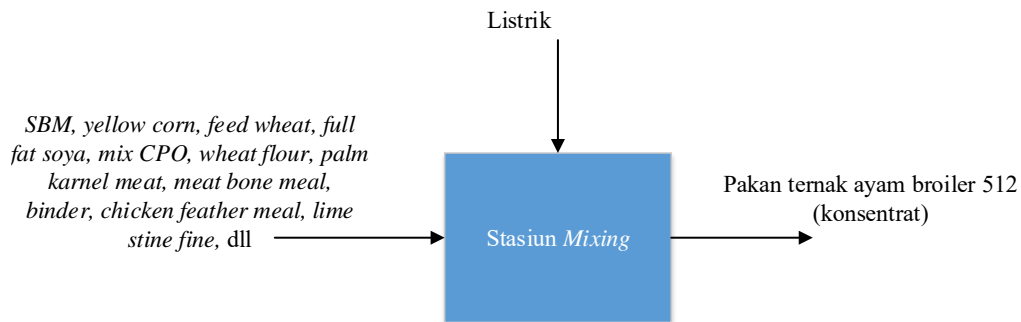 Listrik
SBM, yellow corn, feed wheat, full
fat soya, mix CPO, wheat flour, palm
karnel meat, meat bone meal,
binder, chicken feather meal, lime
stine fine, dll
Stasiun Mixing
Pakan ternak ayam broiler 512
(konsentrat)